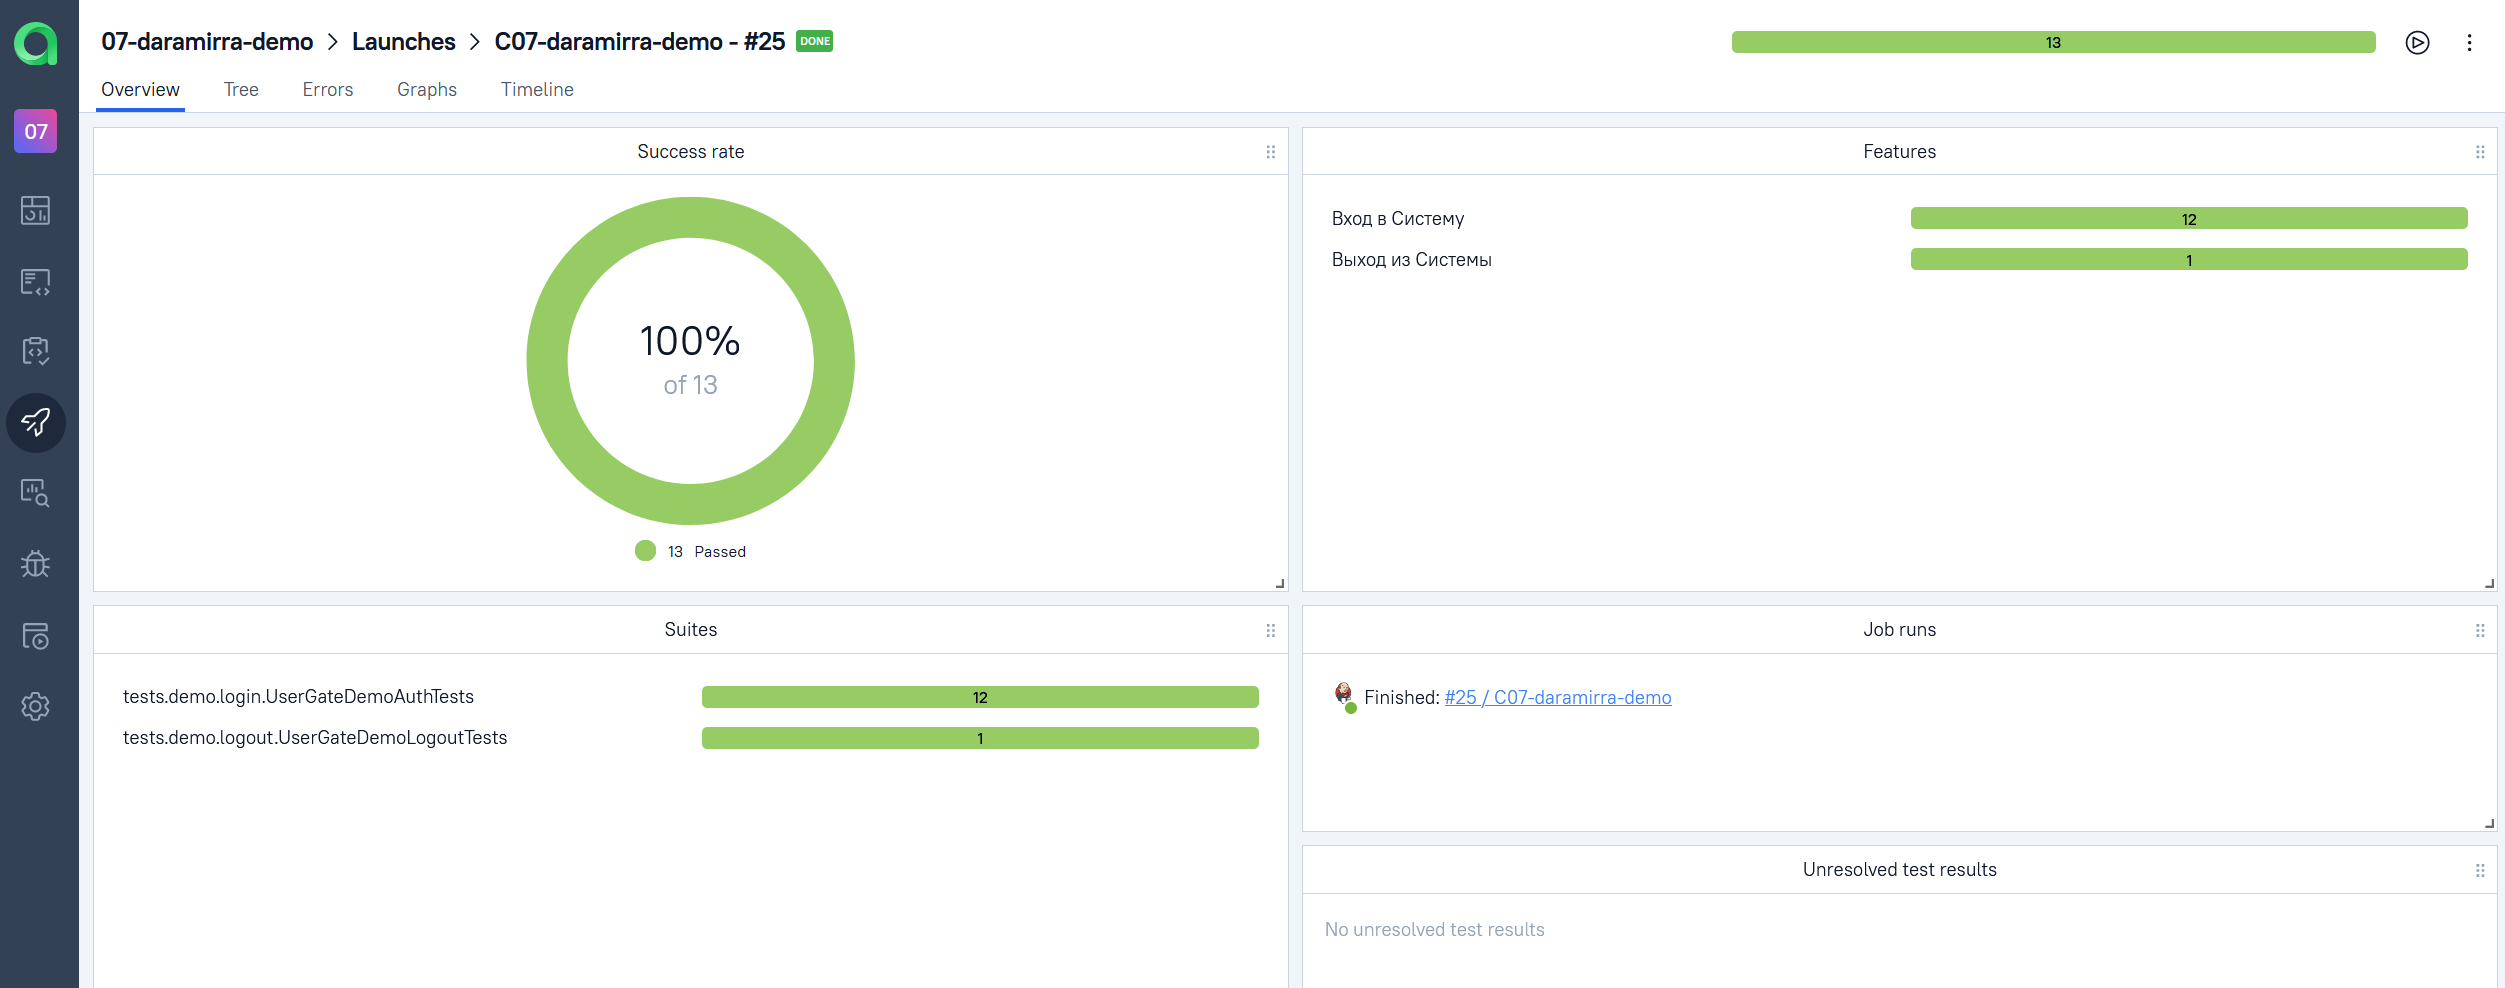 07-daramirra-demo > Launches > C07-daramirra-demo - #25 DONE
13
Overview Tree Errors Graphs Timeline
07
Success rate
100%
of 13
13 Passed
Features
Вход в Систему 12
Выход из Системы 1
Suites
tests.demo.login.UserGateDemoAuthTests 12
tests.demo.logout.UserGateDemoLogoutTests 1
Job runs
Finished: #25 / C07-daramirra-demo
Unresolved test results
No unresolved test results